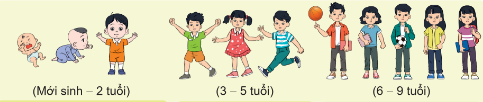 (Mới sinh – 2 tuổi) (3 – 5 tuổi) (6 – 9 tuổi)